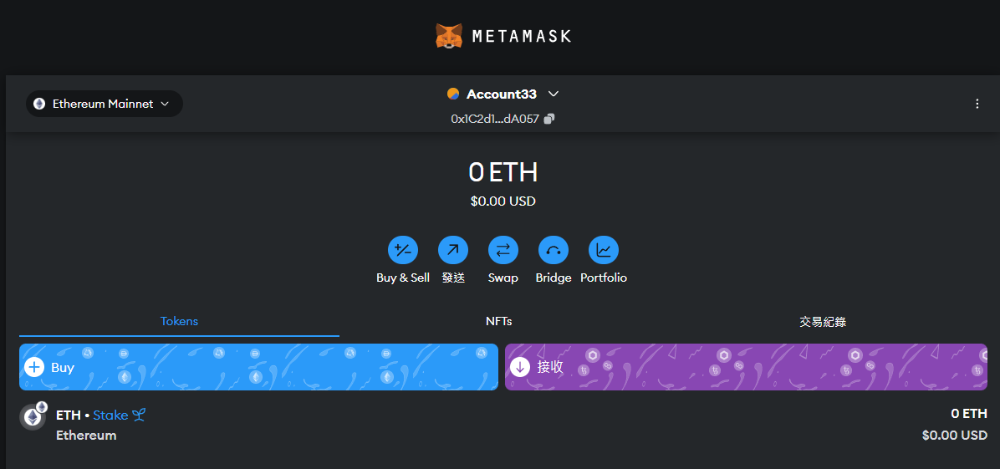 METAMASK
Ethereum Mainnet
Account33
0x1C2d1...dA057
0 ETH
$0.00 USD
Buy & Sell
發送
Swap
Bridge
Portfolio
Tokens
NFTs
交易紀錄
Buy
接收
ETH • Stake
0 ETH
Ethereum
$0.00 USD